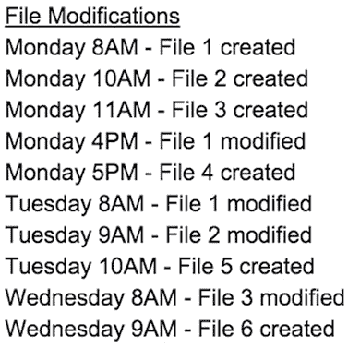 File Modifications
Monday 8AM - File 1 created
Monday 10AM - File 2 created
Monday 11AM - File 3 created
Monday 4PM - File 1 modified
Monday 5PM - File 4 created
Tuesday 8AM - File 1 modified
Tuesday 9AM - File 2 modified
Tuesday 10AM - File 5 created
Wednesday 8AM - File 3 modified
Wednesday 9AM - File 6 created